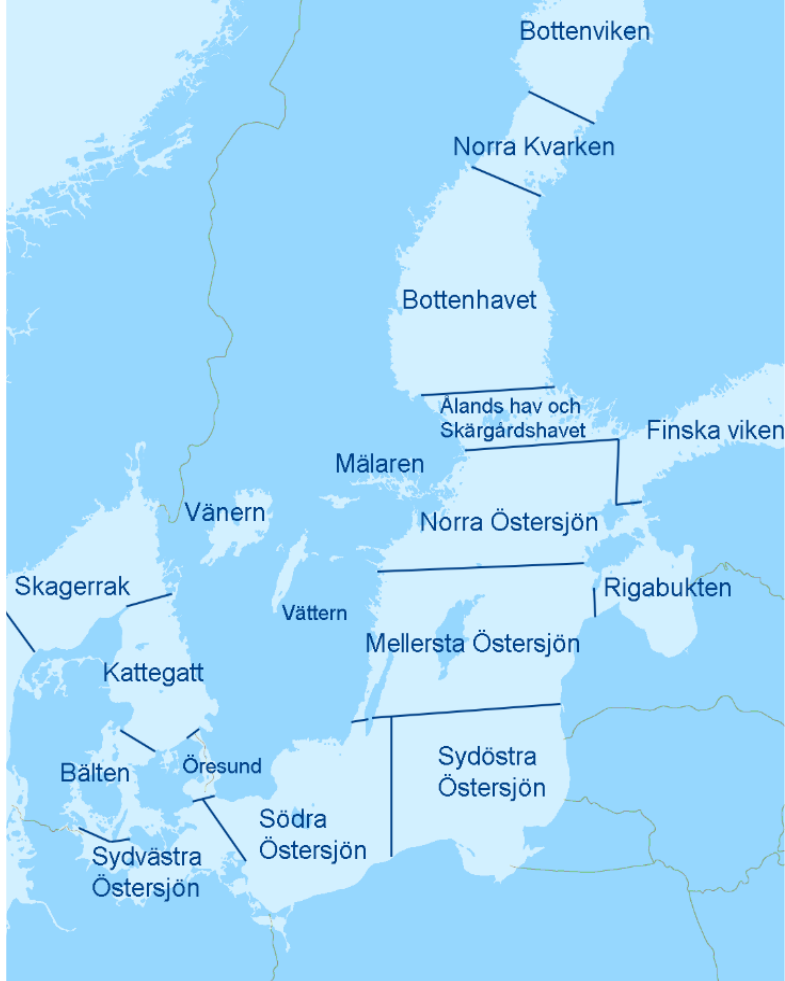 Bottenviken
Norra Kvarken
Bottenhavet
Ålands hav och
Skärgårdshavet
Finska viken
Mälaren
Vänern
Norra Östersjön
Skagerrak
Rigabukten
Vättern
Mellersta Östersjön
Kattegatt
Öresund
Bälten
Sydöstra
Östersjön
Södra
Östersjön
Sydvästra
Östersjön